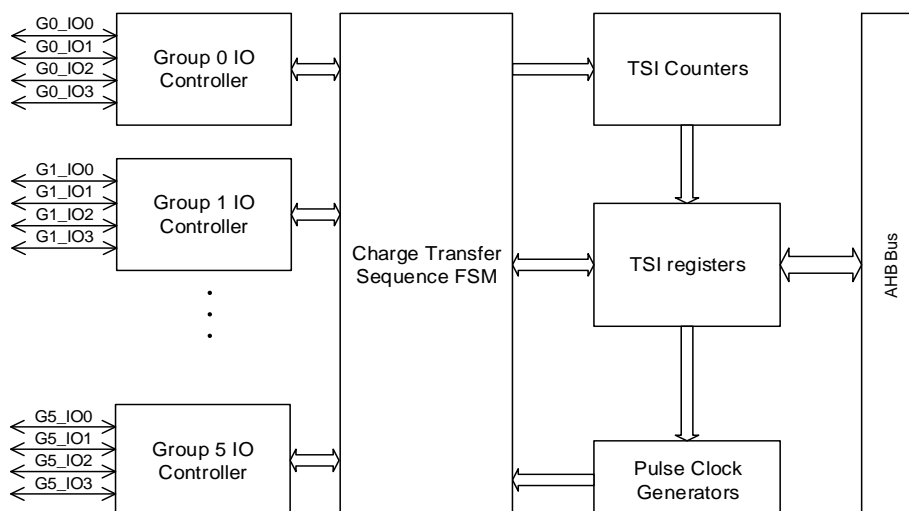 G0_IO0
G0_IO1
G0_IO2
G0_IO3
Group 0 IO
Controller
TSI Counters
G1_IO0
G1_IO1
G1_IO2
G1_IO3
Group 1 IO
Controller
Charge Transfer
Sequence FSM
TSI registers
AHB Bus
G5_IO0
G5_IO1
G5_IO2
G5_IO3
Group 5 IO
Controller
Pulse Clock
Generators